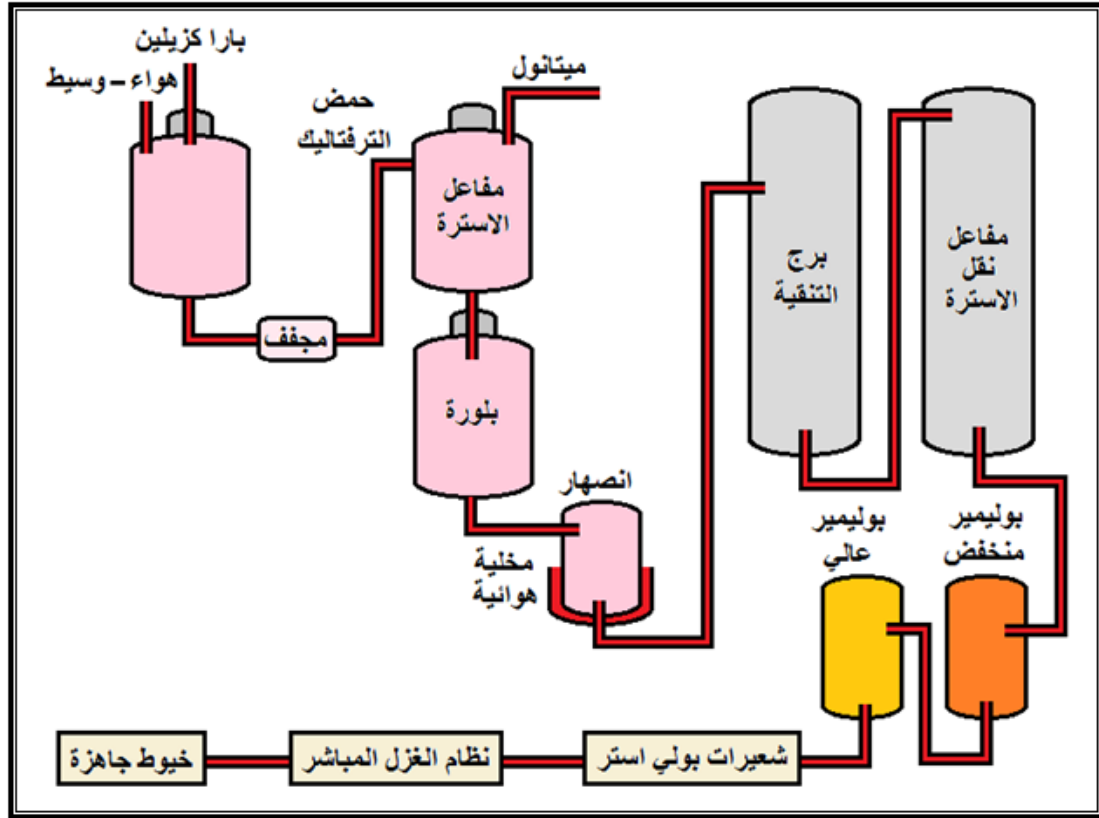 بارا كزيلين
هواء – وسيط
ميتانول
حمض
الترفتاليك
مفاعل
الاسترة
مجفف
بلورة
انصهار
مخلية
هوائية
برج
التنقية
مفاعل
نقل
الاسترة
بوليمير
منخفض
بوليمير
عالي
شعيرات بولي استر
نظام الغزل المباشر
خيوط جاهزة